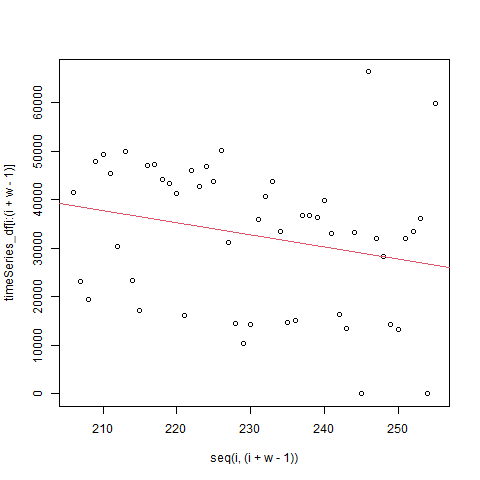 timeSeries_df[i:(i + w - 1)]
60000
50000
40000
30000
20000
10000
0
210 220 230 240 250
seq(i, (i + w - 1))